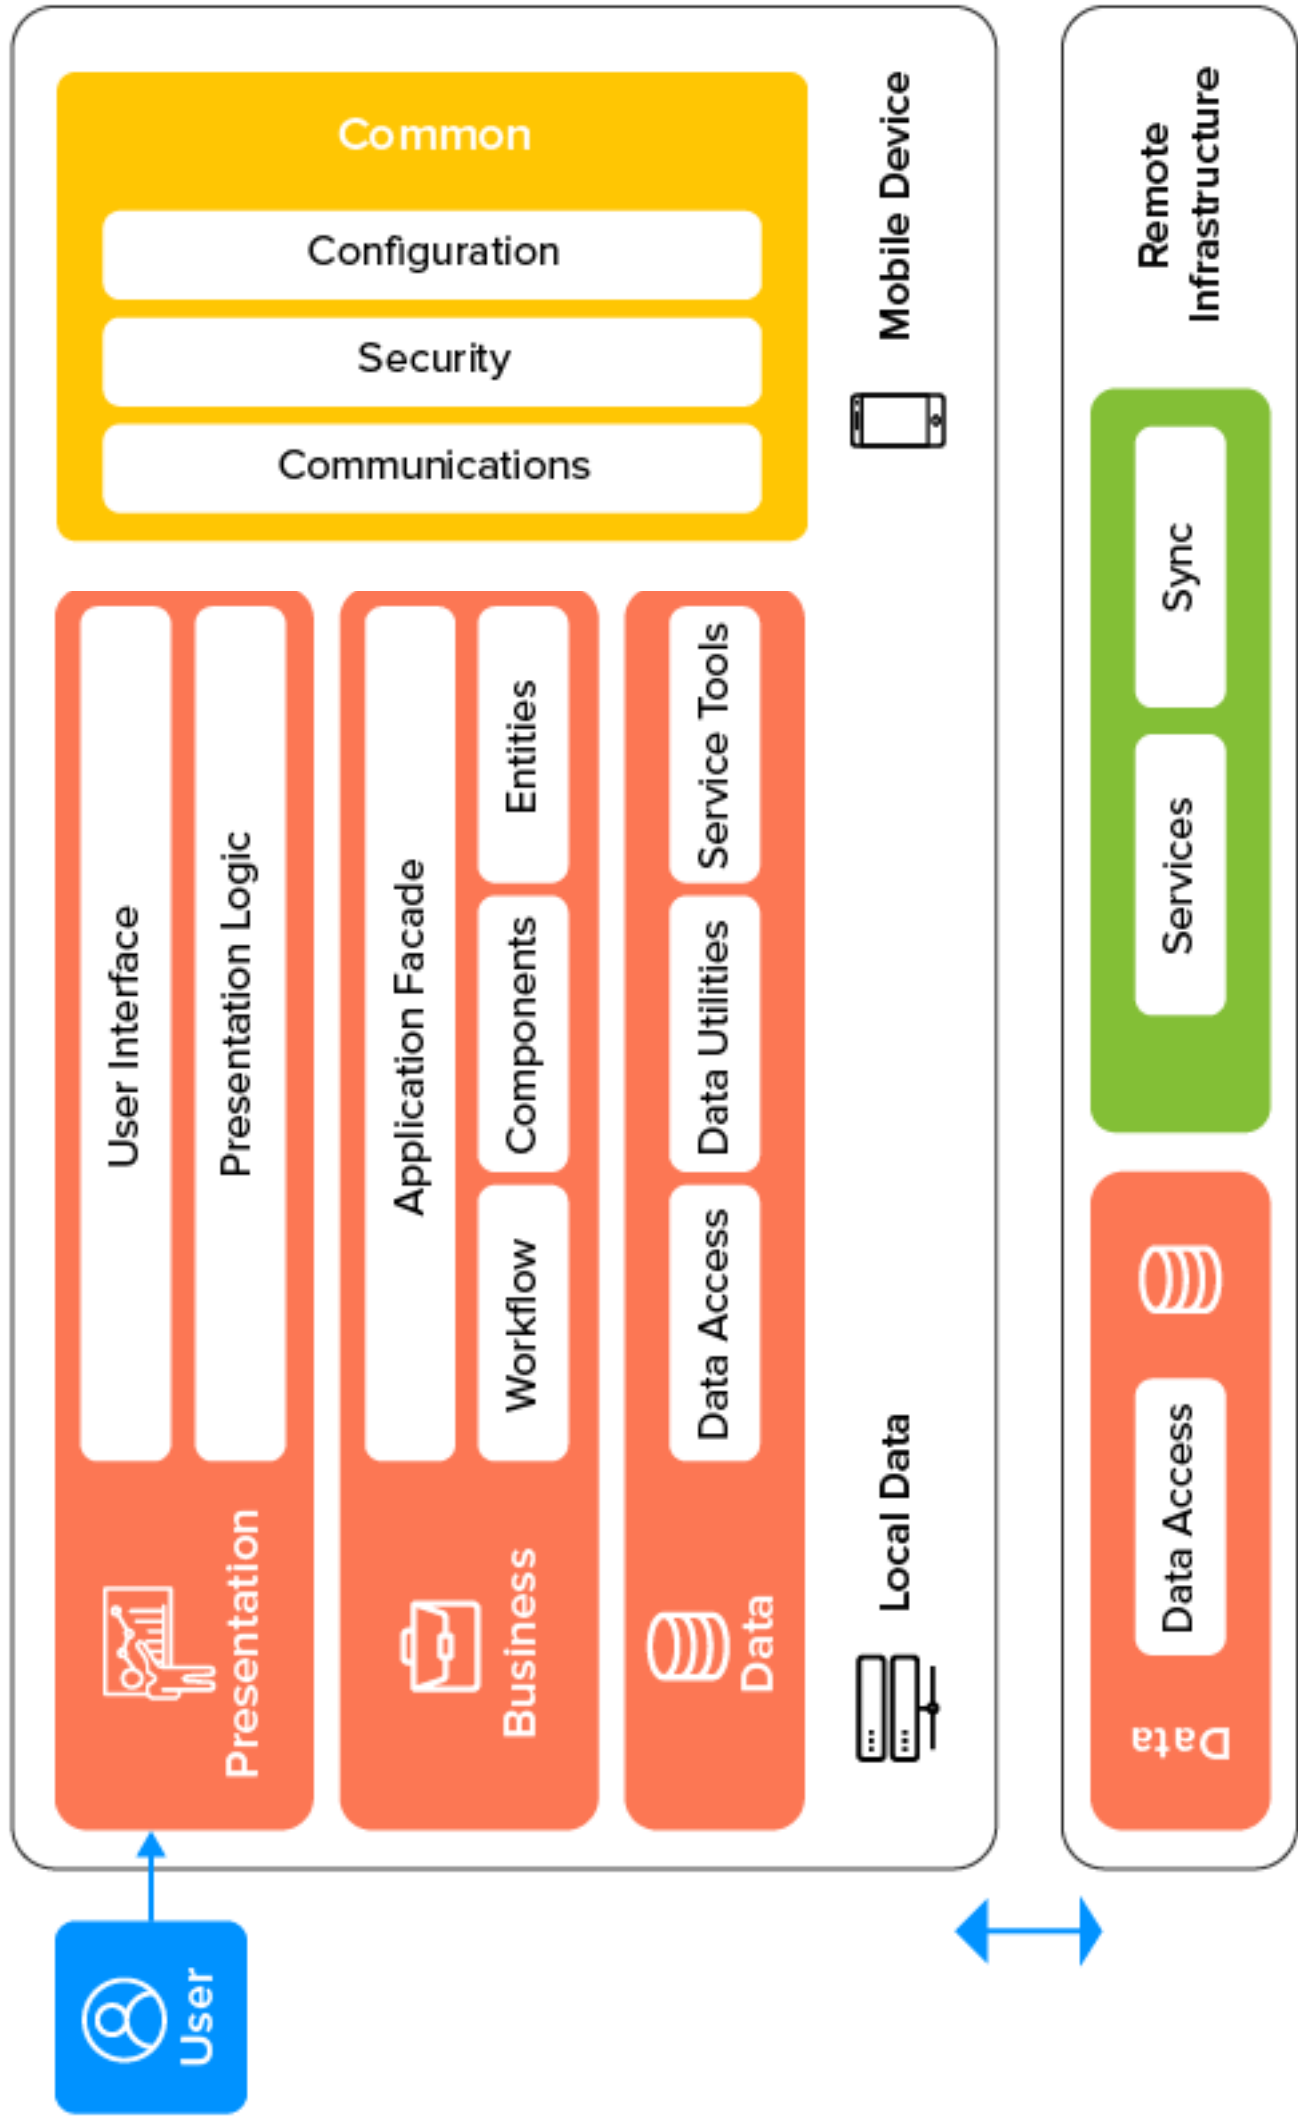 User
Presentation
User Interface
Presentation Logic
Business
Application Facade
Workflow
Components
Entities
Data
Data Access
Data Utilities
Service Tools
Common
Configuration
Security
Communications
Local Data
Mobile Device
Data
Data Access
Services
Sync
Remote
Infrastructure